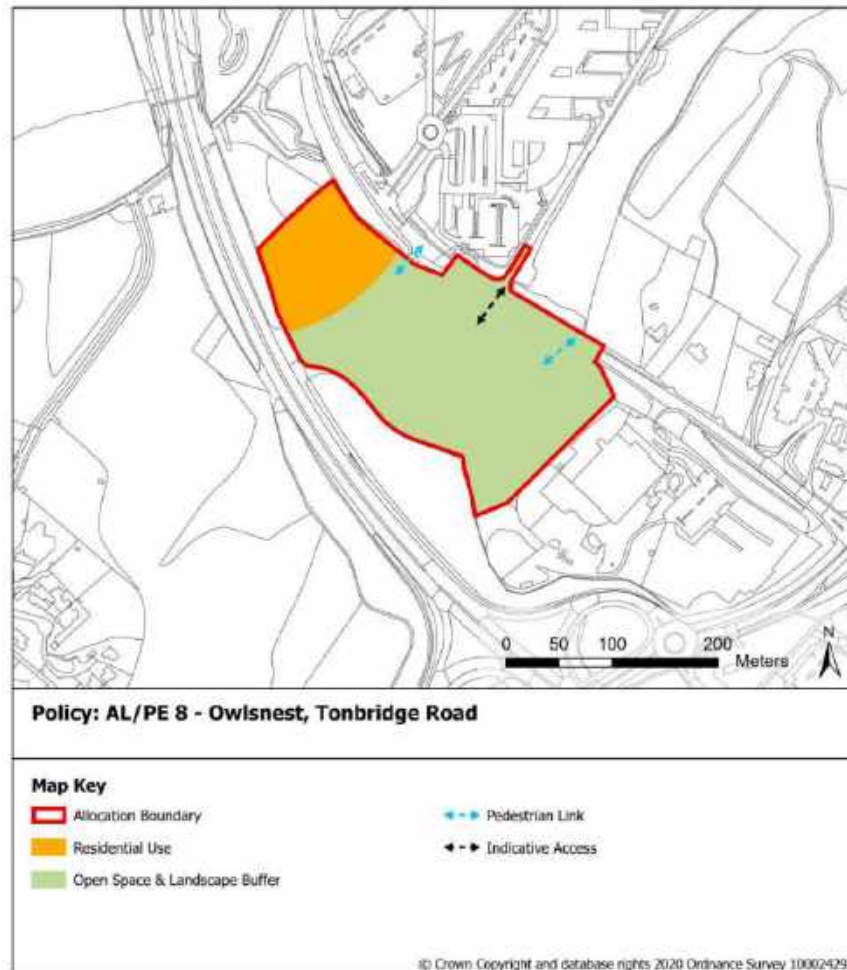 N
0 50 100 200
Meters
Policy: AL/PE 8 - Owlsnest, Tonbridge Road
Map Key
Allocation Boundary
Residential Use
Open Space & Landscape Buffer
Pedestrian Link
Indicative Access
© Crown Copyright and database rights 2020 Ordnance Survey 10002429